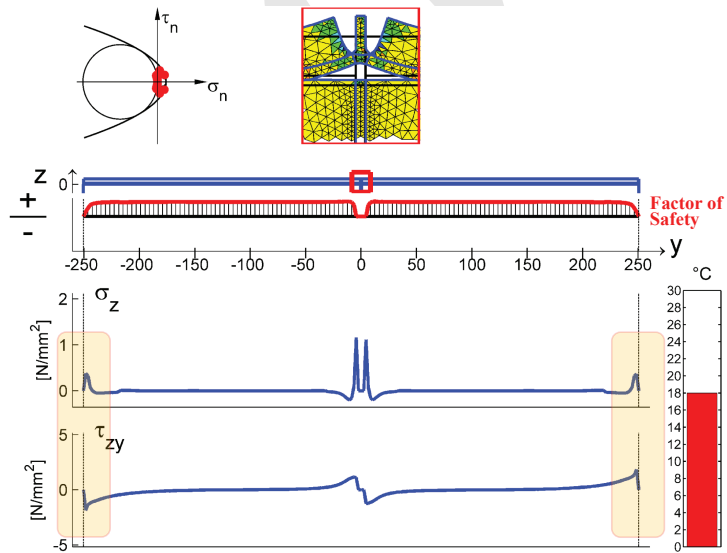 τn
σn
z
0
+
-
Factor of
Safety
y
-250 -200 -150 -100 -50 0 50 100 150 200 250
°C
30
28
26
24
22
20
18
16
14
12
10
8
6
4
2
0
σz
[N/mm²]
2
1
0
τzy
[N/mm²]
5
0
-5